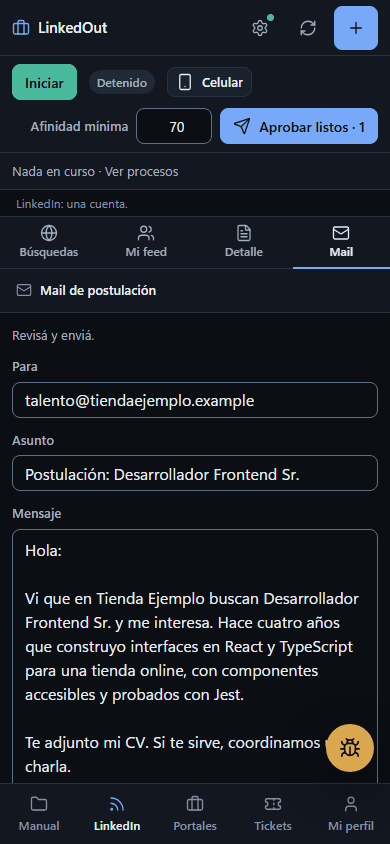 LinkedOut
Iniciar
Detenido
Celular
Afinidad mínima
70
Aprobar listos · 1
Nada en curso · Ver procesos
LinkedIn: una cuenta.
Búsquedas
Mi feed
Detalle
Mail
Mail de postulación
Revisá y enviá.
Para
talento@tiendaejemplo.example
Asunto
Postulación: Desarrollador Frontend Sr.
Mensaje
Hola:
Vi que en Tienda Ejemplo buscan Desarrollador
Frontend Sr. y me interesa. Hace cuatro años
que construyo interfaces en React y TypeScript
para una tienda online, con componentes
accesibles y probados con Jest.
Te adjunto mi CV. Si te sirve, coordinamos
charla.
Manual
LinkedIn
Portales
Tickets
Mi perfil